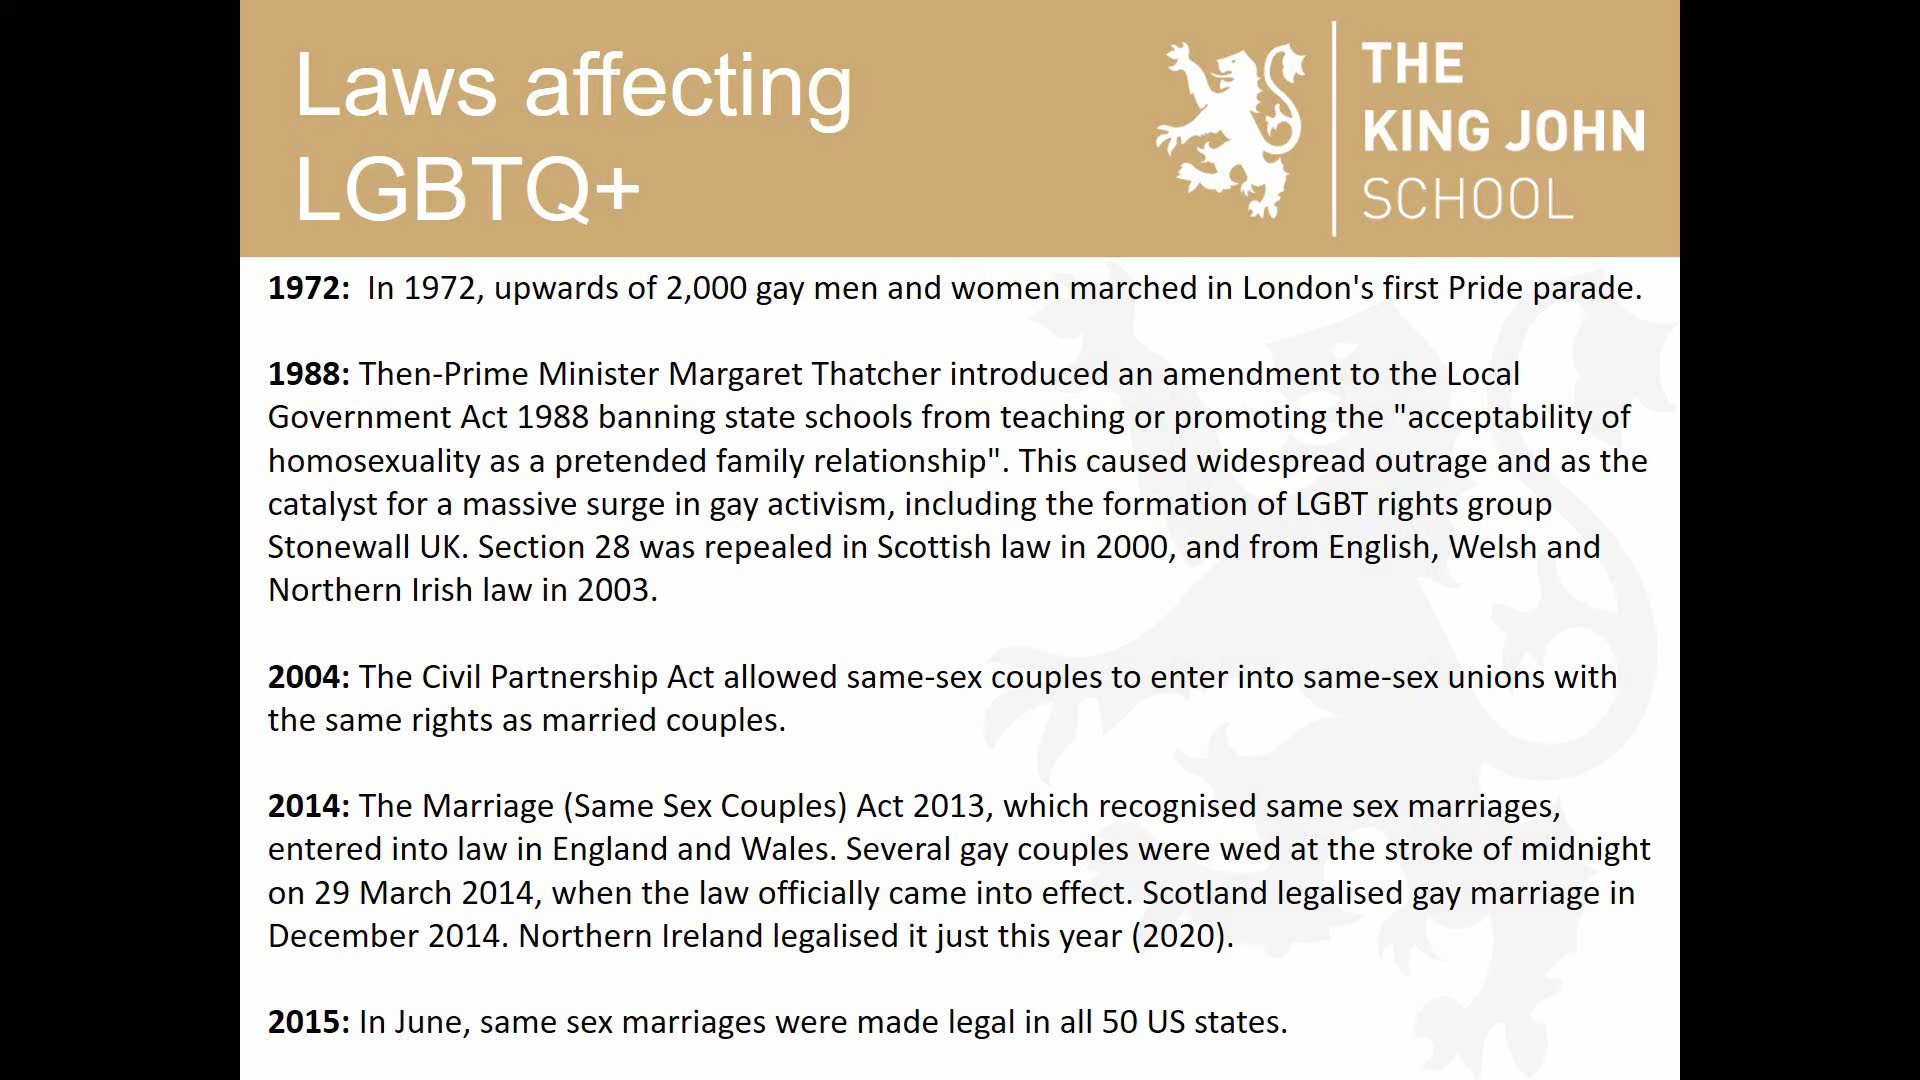 Laws affecting
LGBTQ+
THE
KING JOHN
SCHOOL
1972:  In 1972, upwards of 2,000 gay men and women marched in London's first Pride parade.
1988: Then-Prime Minister Margaret Thatcher introduced an amendment to the Local
Government Act 1988 banning state schools from teaching or promoting the "acceptability of
homosexuality as a pretended family relationship". This caused widespread outrage and as the
catalyst for a massive surge in gay activism, including the formation of LGBT rights group
Stonewall UK. Section 28 was repealed in Scottish law in 2000, and from English, Welsh and
Northern Irish law in 2003.
2004: The Civil Partnership Act allowed same-sex couples to enter into same-sex unions with
the same rights as married couples.
2014: The Marriage (Same Sex Couples) Act 2013, which recognised same sex marriages,
entered into law in England and Wales. Several gay couples were wed at the stroke of midnight
on 29 March 2014, when the law officially came into effect. Scotland legalised gay marriage in
December 2014. Northern Ireland legalised it just this year (2020).
2015: In June, same sex marriages were made legal in all 50 US states.